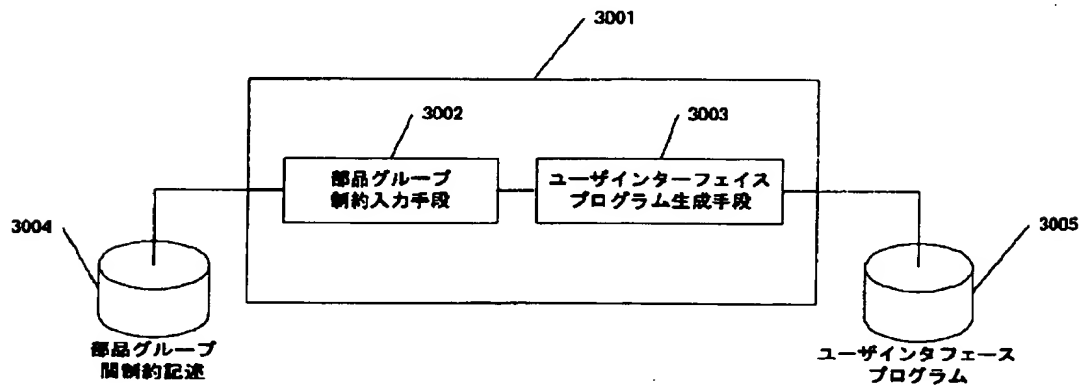 3001
3002
3003
部品グループ
制約入力手段
ユーザインターフェイス
プログラム生成手段
3004
3005
部品グループ
間制約記述
ユーザインタフェース
プログラム